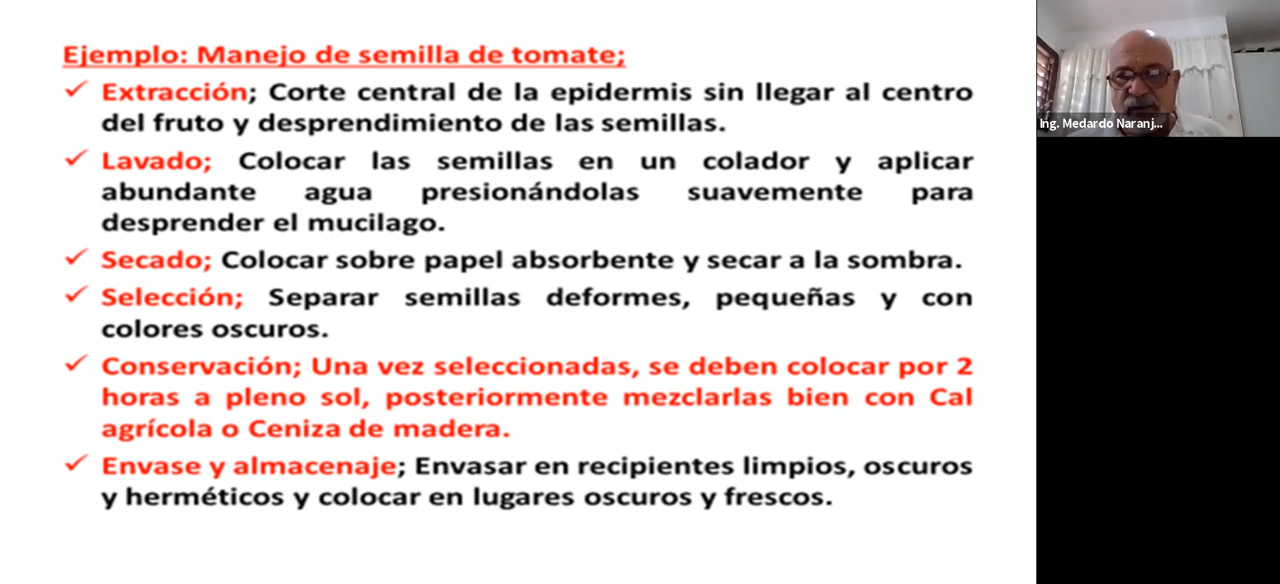 Ejemplo: Manejo de semilla de tomate;
✓ Extracción; Corte central de la epidermis sin llegar al centro
del fruto y desprendimiento de las semillas.
✓ Lavado; Colocar las semillas en un colador y aplicar
abundante agua presionándolas suavemente para
desprender el mucilago.
✓ Secado; Colocar sobre papel absorbente y secar a la sombra.
✓ Selección; Separar semillas deformes, pequeñas y con
colores oscuros.
✓ Conservación; Una vez seleccionadas, se deben colocar por 2
horas a pleno sol, posteriormente mezclarlas bien con Cal
agrícola o Ceniza de madera.
✓ Envase y almacenaje; Envasar en recipientes limpios, oscuros
y herméticos y colocar en lugares oscuros y frescos.
Ing. Medardo Naranj...